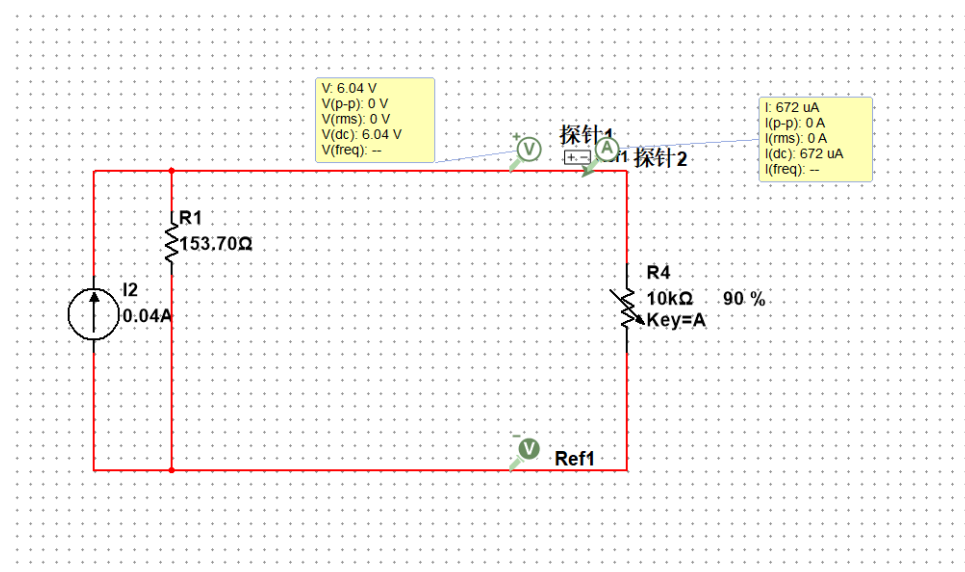 V: 6.04 V
V(p-p): 0 V
V(rms): 0 V
V(dc): 6.04 V
V(freq): --
I: 672 uA
I(p-p): 0 A
I(rms): 0 A
I(dc): 672 uA
I(freq): --
+
V
探针1
A
+ -
探针2
R1
153.70Ω
I2
0.04A
R4
10kΩ 90 %
Key=A
-
V
Ref1